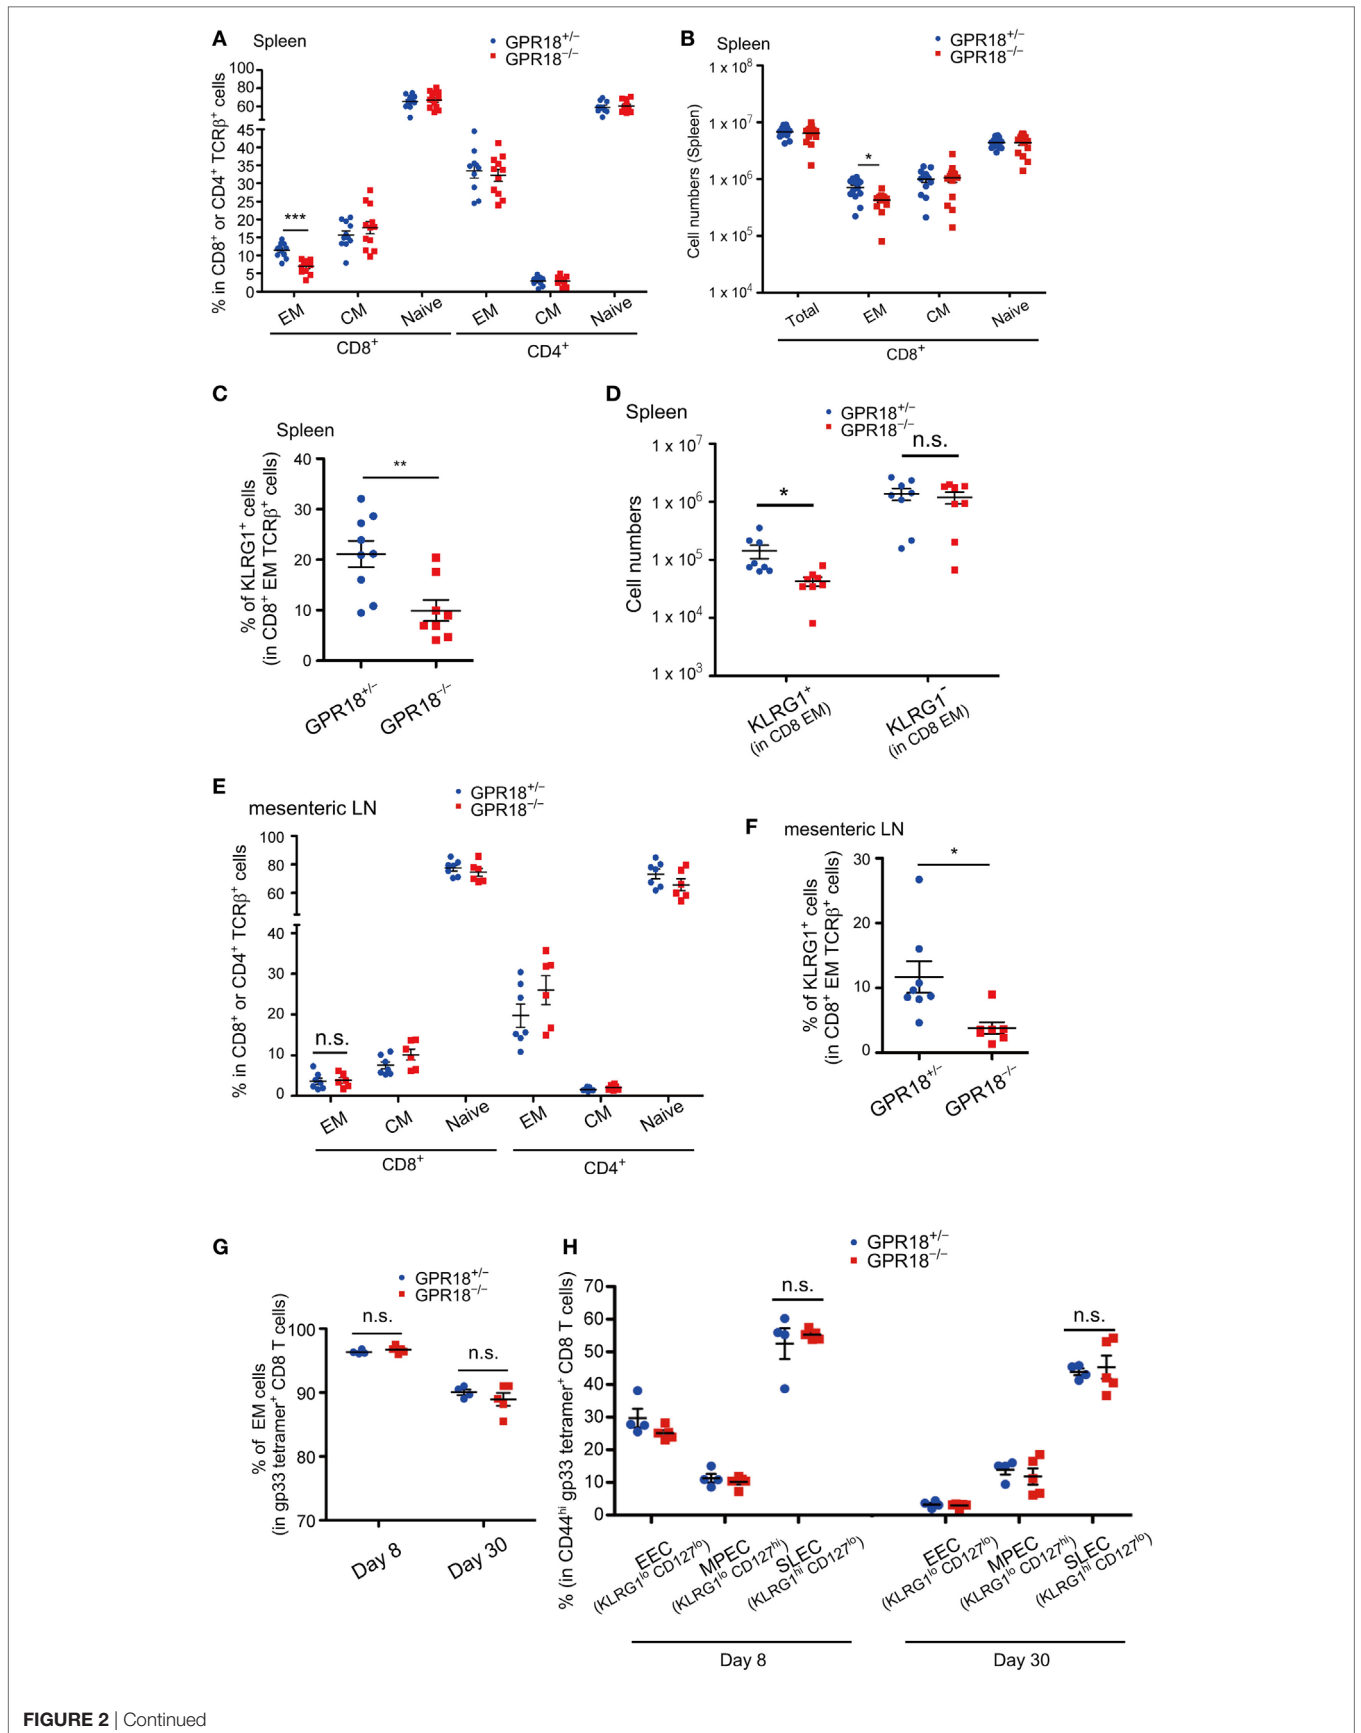 A
Spleen
GPR18+/–
GPR18–/–
% in CD8+ or CD4+ TCRβ+ cells
100
80
60
45
40
35
30
25
20
15
10
5
0
***
EM
CM
Naive
EM
CM
Naive
CD8+
CD4+
B
Spleen
GPR18+/–
GPR18–/–
Cell numbers (Spleen)
1 x 10^8
1 x 10^7
1 x 10^6
1 x 10^5
1 x 10^4
*
Total
EM
CM
Naive
CD8+
C
Spleen
% of KLRG1+ cells
(in CD8+ EM TCRβ+ cells)
40
30
20
10
0
**
GPR18+/–
GPR18–/–
D
Spleen
GPR18+/–
GPR18–/–
Cell numbers
1 x 10^7
1 x 10^6
1 x 10^5
1 x 10^4
1 x 10^3
*
n.s.
KLRG1+
(in CD8 EM)
KLRG1-
(in CD8 EM)
E
mesenteric LN
GPR18+/–
GPR18–/–
% in CD8+ or CD4+ TCRβ+ cells
100
80
60
40
30
20
10
0
n.s.
EM
CM
Naive
EM
CM
Naive
CD8+
CD4+
F
mesenteric LN
% of KLRG1+ cells
(in CD8+ EM TCRβ+ cells)
30
20
10
0
*
GPR18+/–
GPR18–/–
G
GPR18+/–
GPR18–/–
% of EM cells
(in gp33 tetramer+ CD8 T cells)
100
90
80
70
n.s.
n.s.
Day 8
Day 30
H
GPR18+/–
GPR18–/–
% (in CD44hi gp33 tetramer+ CD8 T cells)
70
60
50
40
30
20
10
0
n.s.
n.s.
EEC
(KLRG1lo CD127lo)
MPEC
(KLRG1lo CD127hi)
SLEC
(KLRG1hi CD127lo)
EEC
(KLRG1lo CD127lo)
MPEC
(KLRG1lo CD127hi)
SLEC
(KLRG1hi CD127lo)
Day 8
Day 30
FIGURE 2 | Continued